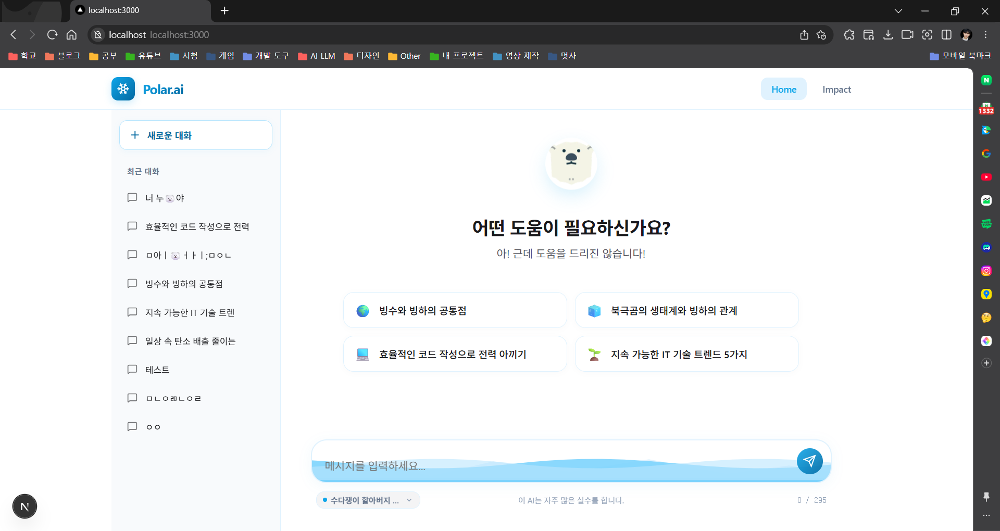 localhost:3000
localhost localhost:3000
학교 블로그 공부 유튜브 시청 게임 개발 도구 AI LLM 디자인 Other 내 프로젝트 영상 제작 멋사 모바일 북마크
Polar.ai
Home Impact
새로운 대화
최근 대화
너 누🐻‍❄️야
효율적인 코드 작성으로 전력
ㅁ아ㅣ🐻‍❄️ㅓㅏㅣ;ㅁㅇㄴ
빙수와 빙하의 공통점
지속 가능한 IT 기술 트렌
일상 속 탄소 배출 줄이는
테스트
ㅇㅇ
어떤 도움이 필요하신가요?
아! 근데 도움을 드리진 않습니다!
빙수와 빙하의 공통점
북극곰의 생태계와 빙하의 관계
효율적인 코드 작성으로 전력 아끼기
지속 가능한 IT 기술 트렌드 5가지
메시지를 입력하세요...
수다쟁이 할아버지 ...
이 AI는 자주 많은 실수를 합니다.
0 / 295
N
N
1332